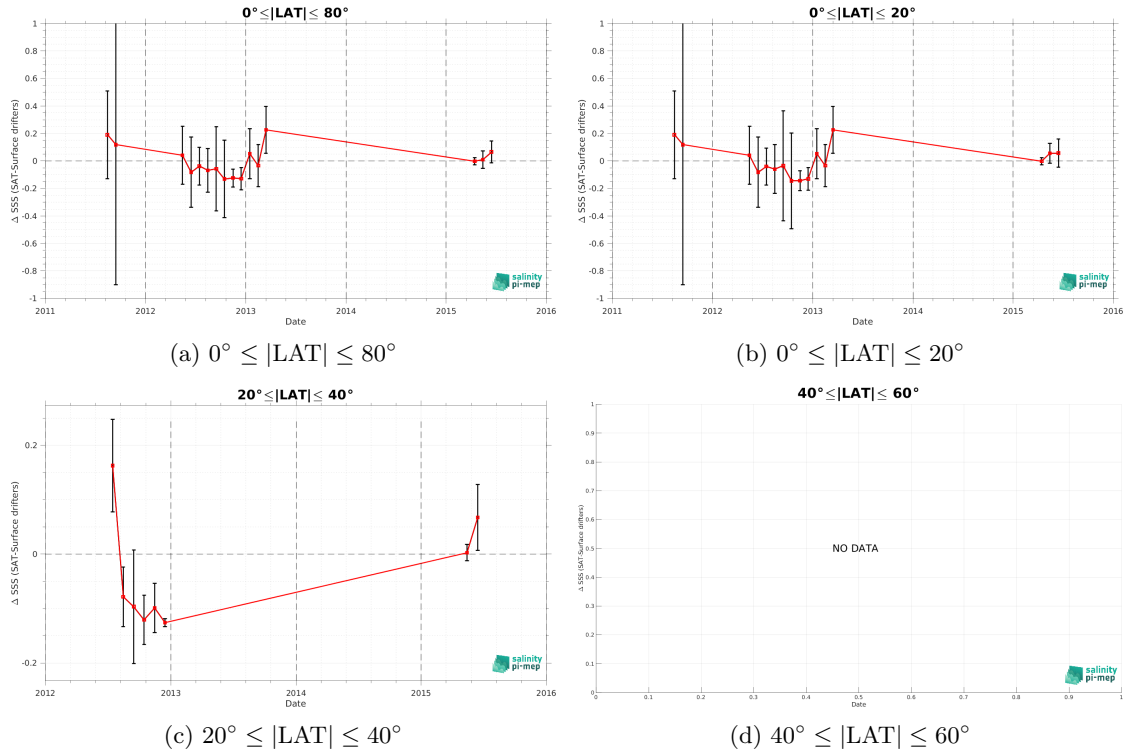 0°≤|LAT|≤ 80°
1
0.8
0.6
0.4
0.2
0
-0.2
-0.4
-0.6
-0.8
-1
Δ SSS (SAT-Surface drifters)
2011
2012
2013
2014
2015
2016
Date
salinity
pi-mep
(a) 0° ≤ |LAT| ≤ 80°
0°≤|LAT|≤ 20°
1
0.8
0.6
0.4
0.2
0
-0.2
-0.4
-0.6
-0.8
-1
Δ SSS (SAT-Surface drifters)
2011
2012
2013
2014
2015
2016
Date
salinity
pi-mep
(b) 0° ≤ |LAT| ≤ 20°
20°≤|LAT|≤ 40°
0.2
0
-0.2
Δ SSS (SAT-Surface drifters)
2012
2013
2014
2015
2016
Date
salinity
pi-mep
(c) 20° ≤ |LAT| ≤ 40°
40°≤|LAT|≤ 60°
1
0.9
0.8
0.7
0.6
0.5
0.4
0.3
0.2
0.1
0
Δ SSS (SAT-Surface drifters)
NO DATA
0
0.1
0.2
0.3
0.4
0.5
0.6
0.7
0.8
0.9
1
Date
salinity
pi-mep
(d) 40° ≤ |LAT| ≤ 60°